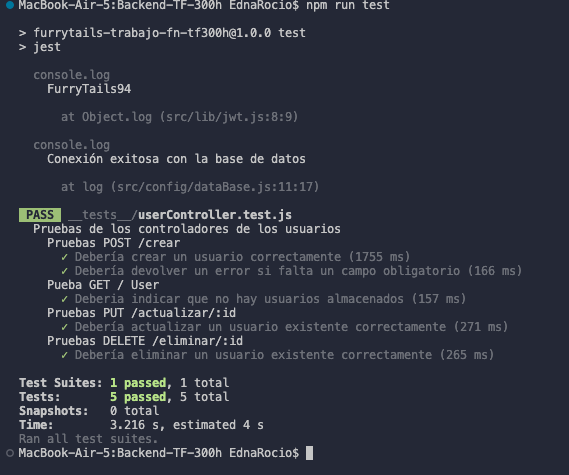 MacBook-Air-5:Backend-TF-300h EdnaRocio$ npm run test
> furrytails-trabajo-fn-tf300h@1.0.0 test
> jest
console.log
FurryTails94
at Object.log (src/lib/jwt.js:8:9)
console.log
Conexión exitosa con la base de datos
at log (src/config/dataBase.js:11:17)
PASS __tests__/userController.test.js
Pruebas de los controladores de los usuarios
Pruebas POST /crear
✓ Debería crear un usuario correctamente (1755 ms)
✓ Debería devolver un error si falta un campo obligatorio (166 ms)
Pueba GET / User
✓ Deberia indicar que no hay usuarios almacenados (157 ms)
Pruebas PUT /actualizar/:id
✓ Debería actualizar un usuario existente correctamente (271 ms)
Pruebas DELETE /eliminar/:id
✓ Debería eliminar un usuario existente correctamente (265 ms)
Test Suites: 1 passed, 1 total
Tests: 5 passed, 5 total
Snapshots: 0 total
Time: 3.216 s, estimated 4 s
Ran all test suites.
MacBook-Air-5:Backend-TF-300h EdnaRocio$